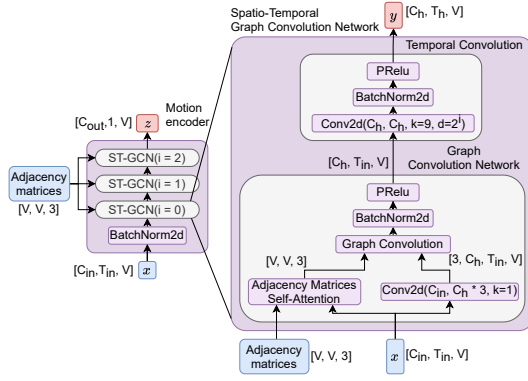 Spatio-Temporal
Graph Convolution Network
y
[Cₕ, Tₕ, V]
Temporal Convolution
PRelu
BatchNorm2d
Conv2d(Cₕ, Cₕ, k=9, d=2ⁱ)
[Cₕ, Tᵢₙ, V]
Graph
Convolution Network
PRelu
BatchNorm2d
Graph Convolution
[V, V, 3]
[3, Cₕ, Tᵢₙ, V]
Adjacency Matrices
Self-Attention
Conv2d(Cᵢₙ, Cₕ * 3, k=1)
Adjacency
matrices
[V, V, 3]
x
[Cᵢₙ, Tᵢₙ, V]
[Cₒᵤₜ,1, V]
z
Motion
encoder
ST-GCN(i = 2)
ST-GCN(i = 1)
ST-GCN(i = 0)
BatchNorm2d
Adjacency
matrices
[V, V, 3]
[Cᵢₙ,Tᵢₙ, V]
x